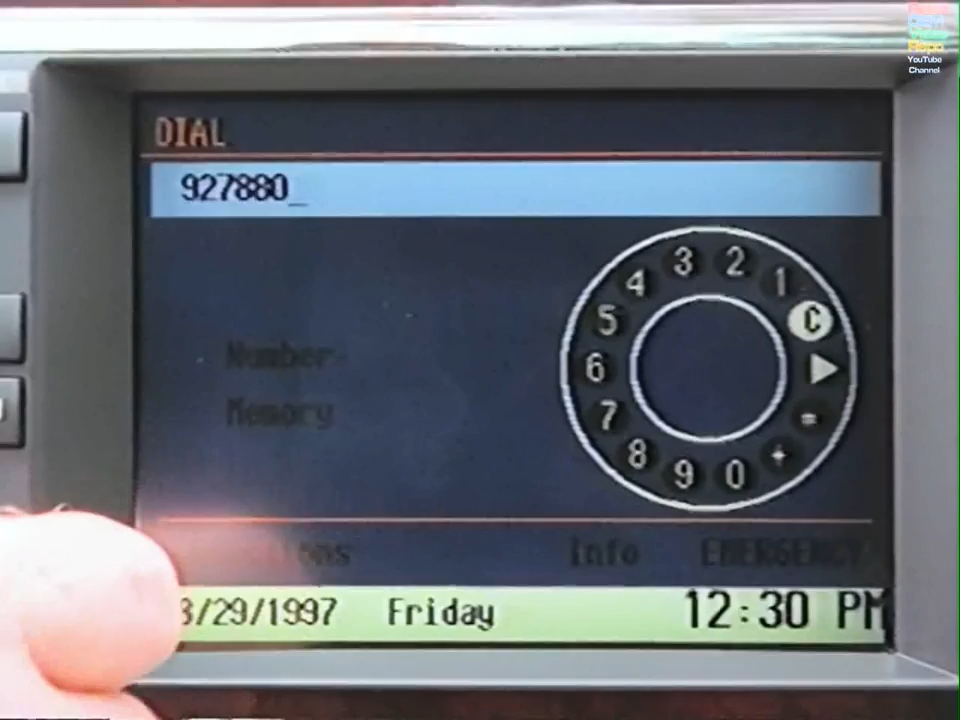 YouTube
Channel
DIAL
927880_
3 2 1
4 C
5
6
7 =
8 +
9 0
Number
Memory
Info EMERGENCY
/29/1997 Friday 12:30 PM